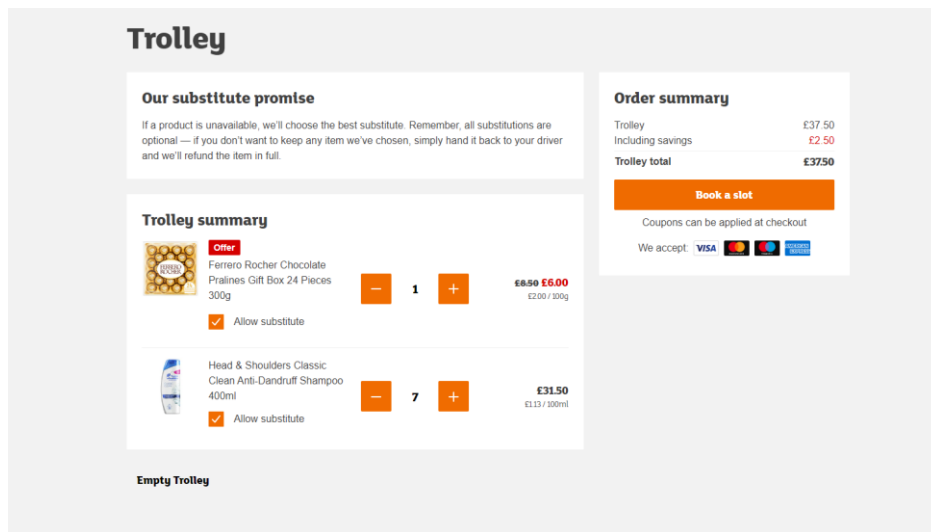 Trolley
Our substitute promise
If a product is unavailable, we'll choose the best substitute. Remember, all substitutions are
optional — if you don't want to keep any item we've chosen, simply hand it back to your driver
and we'll refund the item in full.
Trolley summary
Offer
Ferrero Rocher Chocolate
Pralines Gift Box 24 Pieces
300g
− 1 +
£8.50 £6.00
£2.00 / 100g
Allow substitute
Head & Shoulders Classic
Clean Anti-Dandruff Shampoo
400ml
− 7 +
£31.50
£1.13 / 100ml
Allow substitute
Empty Trolley
Order summary
Trolley £37.50
Including savings £2.50
Trolley total £37.50
Book a slot
Coupons can be applied at checkout
We accept: VISA
FERRERO
ROCHER